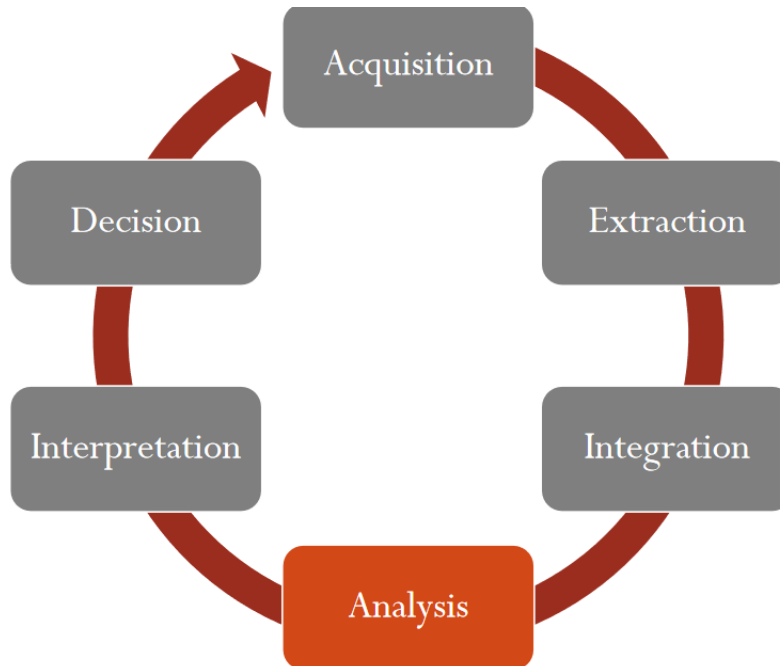 Acquisition
Extraction
Integration
Analysis
Interpretation
Decision